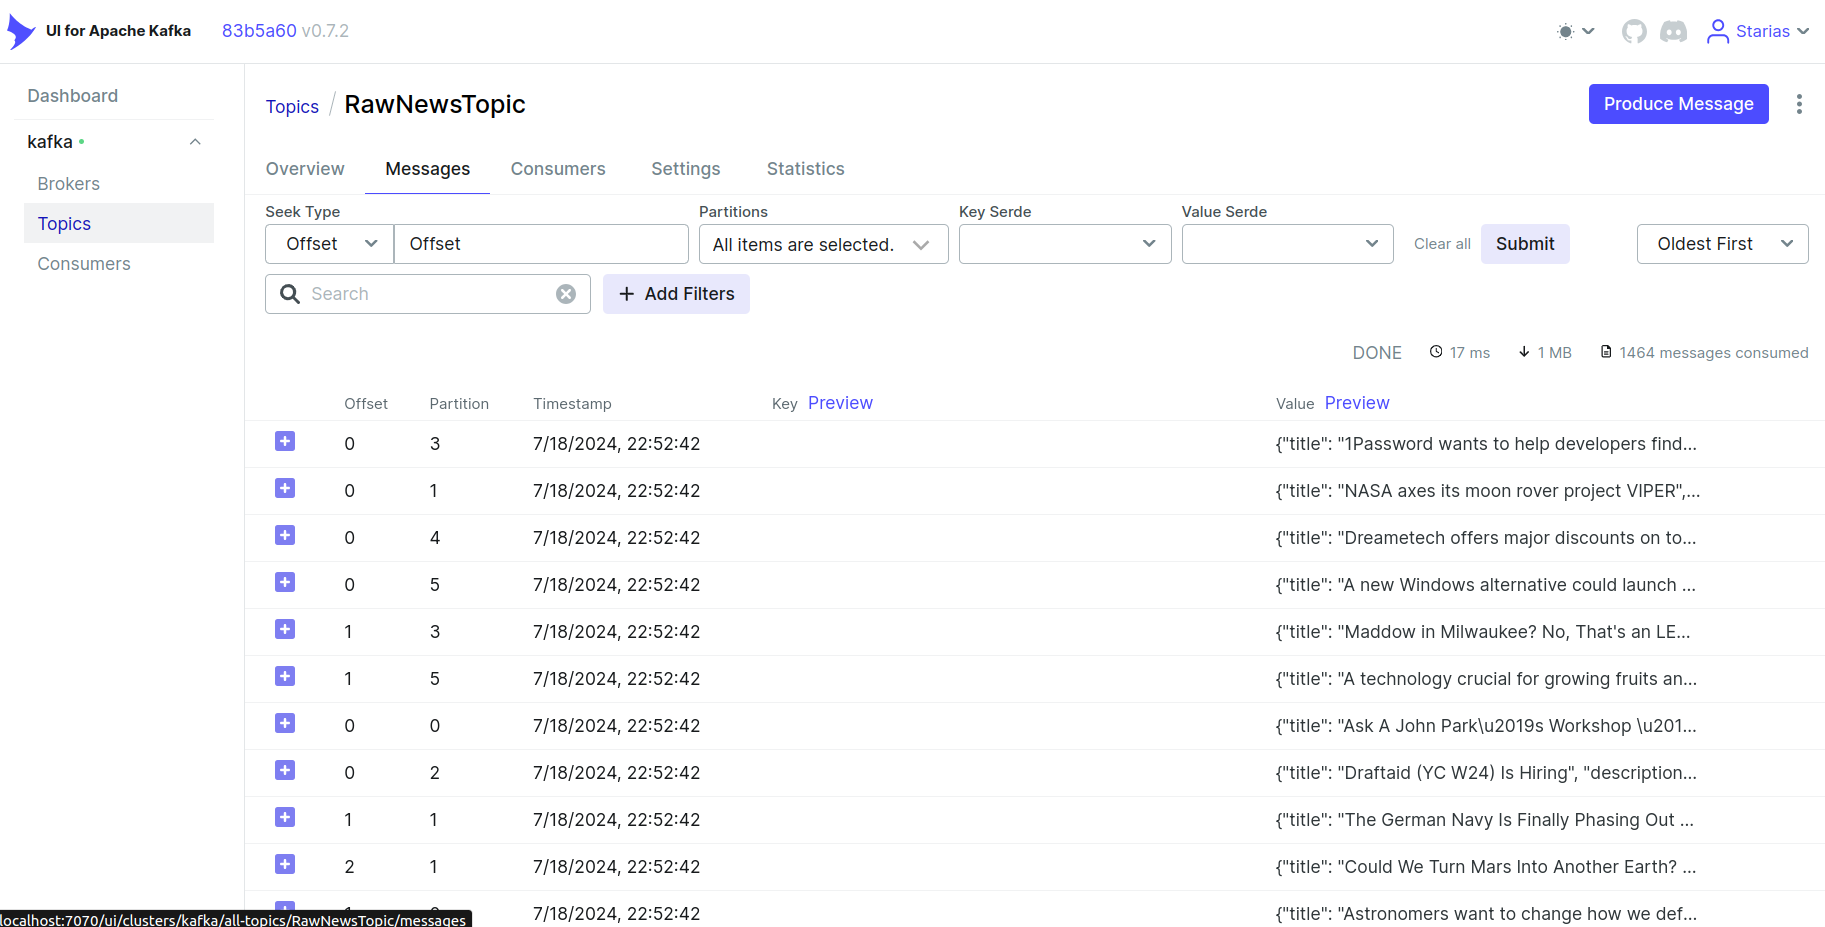 UI for Apache Kafka 83b5a60 v0.7.2 Starias
Dashboard
kafka
Brokers
Topics
Consumers
Topics / RawNewsTopic Produce Message
Overview Messages Consumers Settings Statistics
Seek Type Partitions Key Serde Value Serde
Offset Offset All items are selected. Clear all Submit Oldest First
Search Add Filters
DONE 17 ms 1 MB 1464 messages consumed
Offset Partition Timestamp Key Preview Value Preview
0 3 7/18/2024, 22:52:42 {"title": "1Password wants to help developers find...
0 1 7/18/2024, 22:52:42 {"title": "NASA axes its moon rover project VIPER",...
0 4 7/18/2024, 22:52:42 {"title": "Dreametech offers major discounts on to...
0 5 7/18/2024, 22:52:42 {"title": "A new Windows alternative could launch ...
1 3 7/18/2024, 22:52:42 {"title": "Maddow in Milwaukee? No, That's an LE...
1 5 7/18/2024, 22:52:42 {"title": "A technology crucial for growing fruits an...
0 0 7/18/2024, 22:52:42 {"title": "Ask A John Park\u2019s Workshop \u201...
0 2 7/18/2024, 22:52:42 {"title": "Draftaid (YC W24) Is Hiring", "description...
1 1 7/18/2024, 22:52:42 {"title": "The German Navy Is Finally Phasing Out ...
2 1 7/18/2024, 22:52:42 {"title": "Could We Turn Mars Into Another Earth? ...
7/18/2024, 22:52:42 {"title": "Astronomers want to change how we def...
localhost:7070/ui/clusters/kafka/all-topics/RawNewsTopic/messages